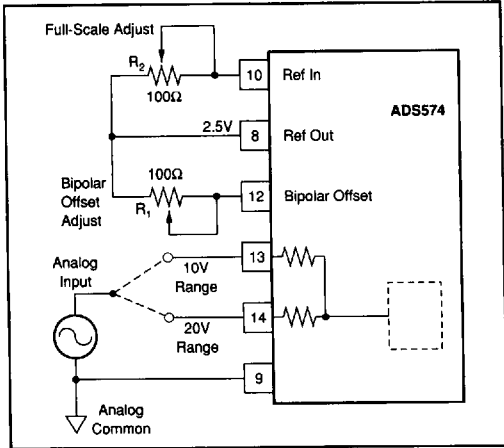 Full-Scale Adjust
R2
100Ω
10
Ref In
ADS574
2.5V
8
Ref Out
100Ω
Bipolar
Offset
Adjust
R1
12
Bipolar Offset
Analog
Input
10V
Range
13
20V
Range
14
9
Analog
Common